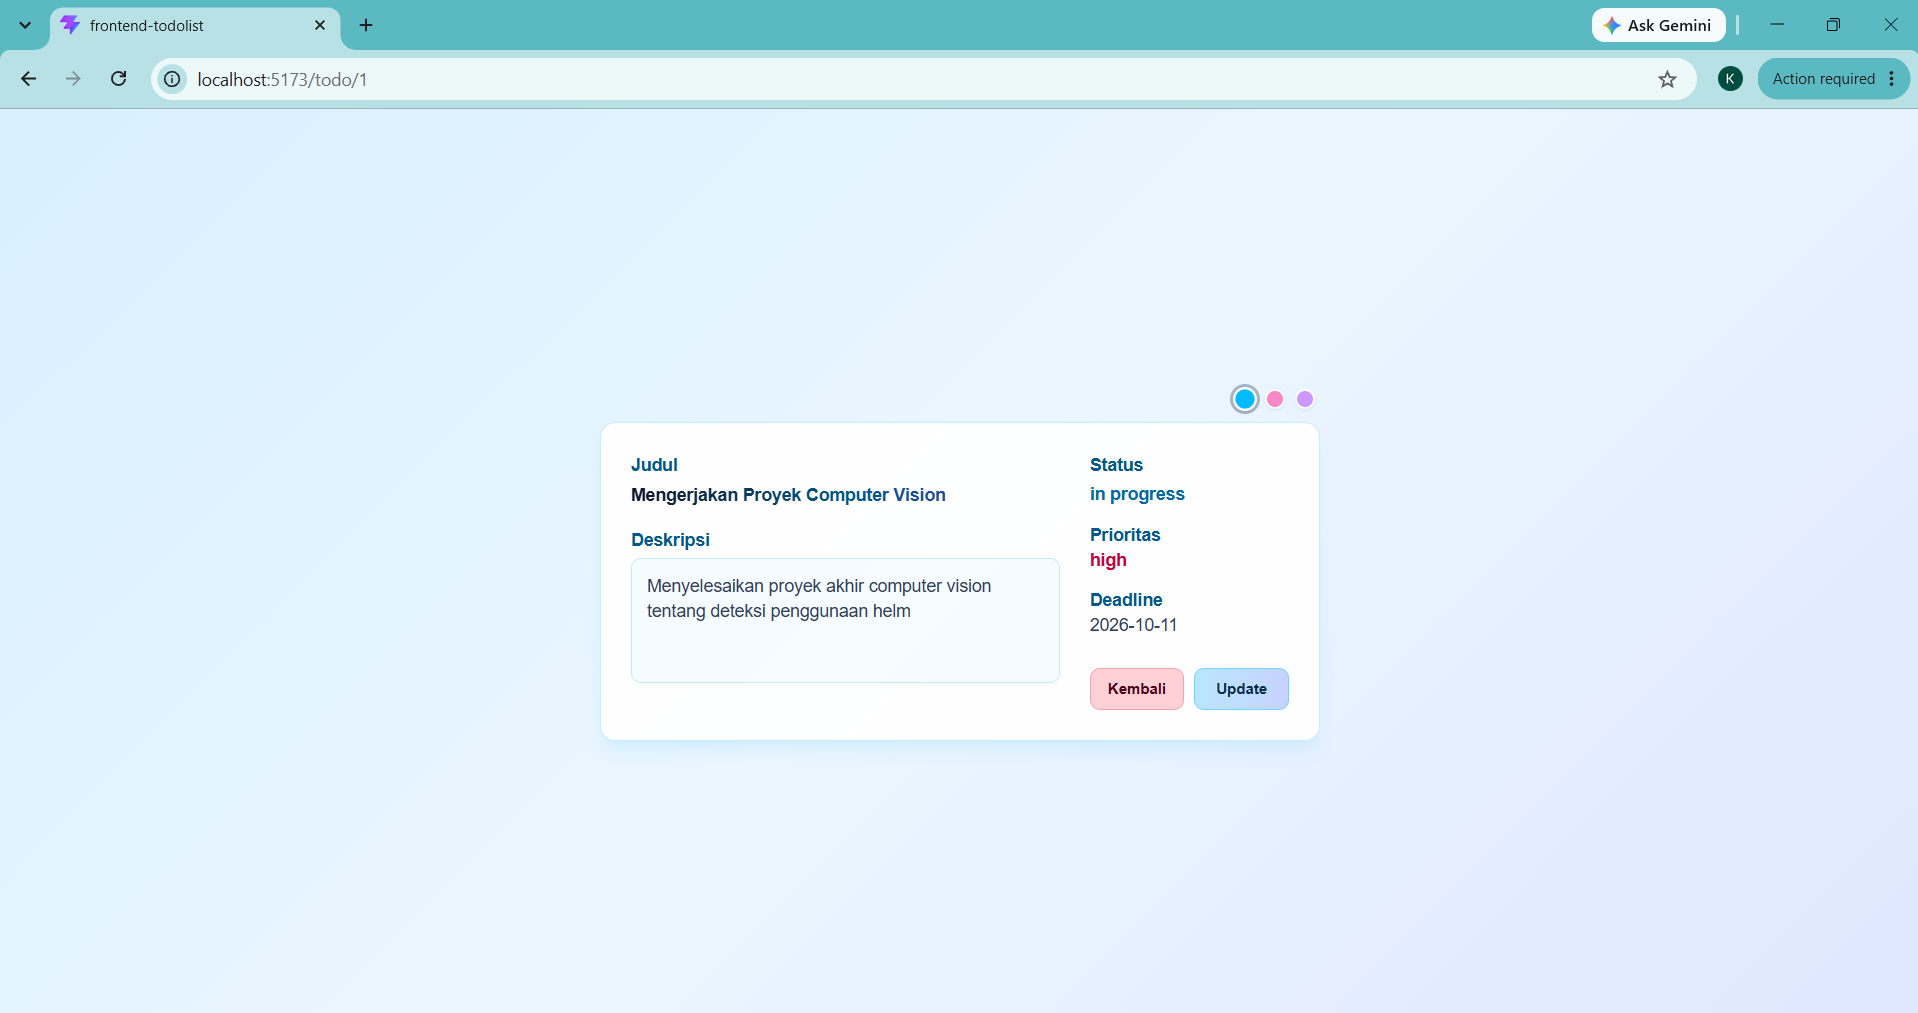 frontend-todolist
Ask Gemini
localhost:5173/todo/1
K
Action required
Judul
Mengerjakan Proyek Computer Vision
Deskripsi
Menyelesaikan proyek akhir computer vision
tentang deteksi penggunaan helm
Status
in progress
Prioritas
high
Deadline
2026-10-11
Kembali
Update